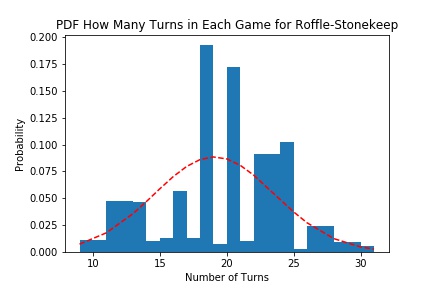 PDF How Many Turns in Each Game for Roffle-Stonekeep
0.200
0.175
0.150
0.125
0.100
0.075
0.050
0.025
0.000
Probability
10 15 20 25 30
Number of Turns